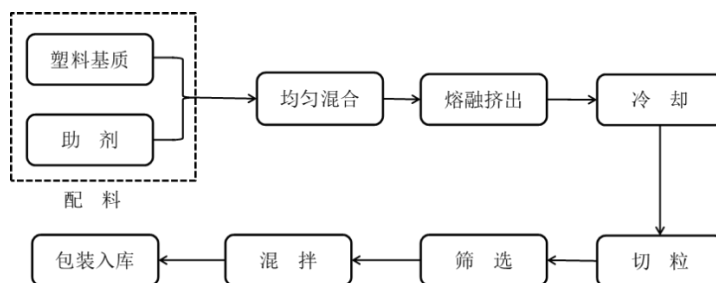 塑料基质
助 剂
配 料
均匀混合
熔融挤出
冷 却
切 粒
筛 选
混 拌
包装入库